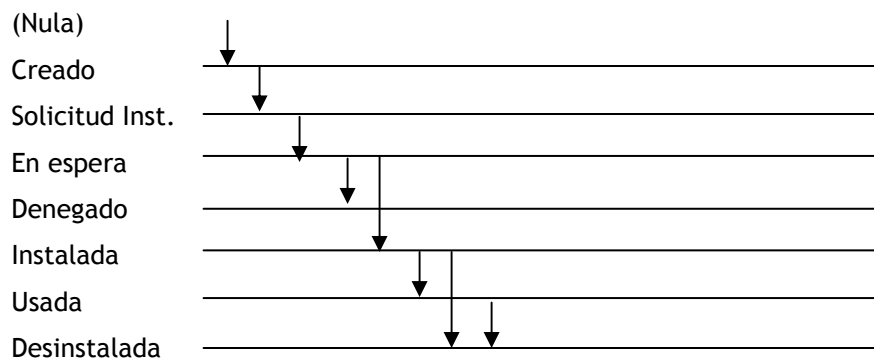 (Nula)
Creado
Solicitud Inst.
En espera
Denegado
Instalada
Usada
Desinstalada